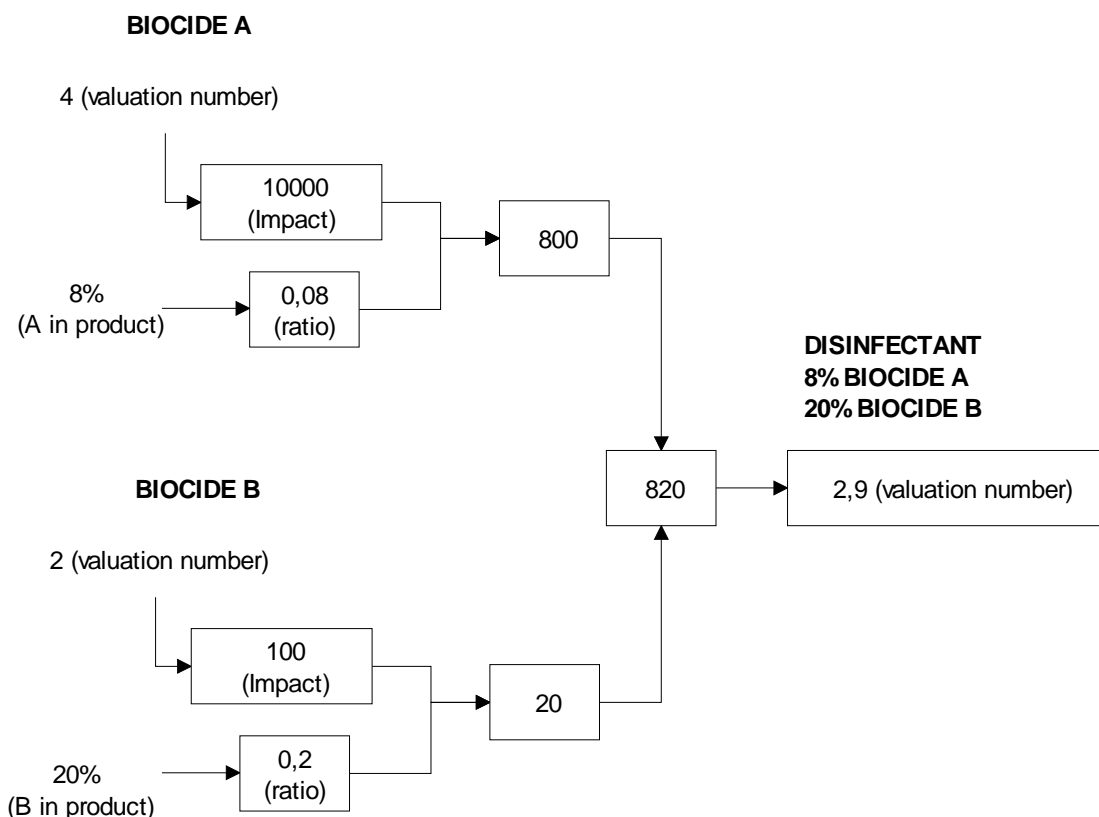 BIOCIDE A
4 (valuation number)
10000
(Impact)
800
8%
(A in product)
0,08
(ratio)
DISINFECTANT
8% BIOCIDE A
20% BIOCIDE B
820
2,9 (valuation number)
BIOCIDE B
2 (valuation number)
100
(Impact)
20
20%
(B in product)
0,2
(ratio)